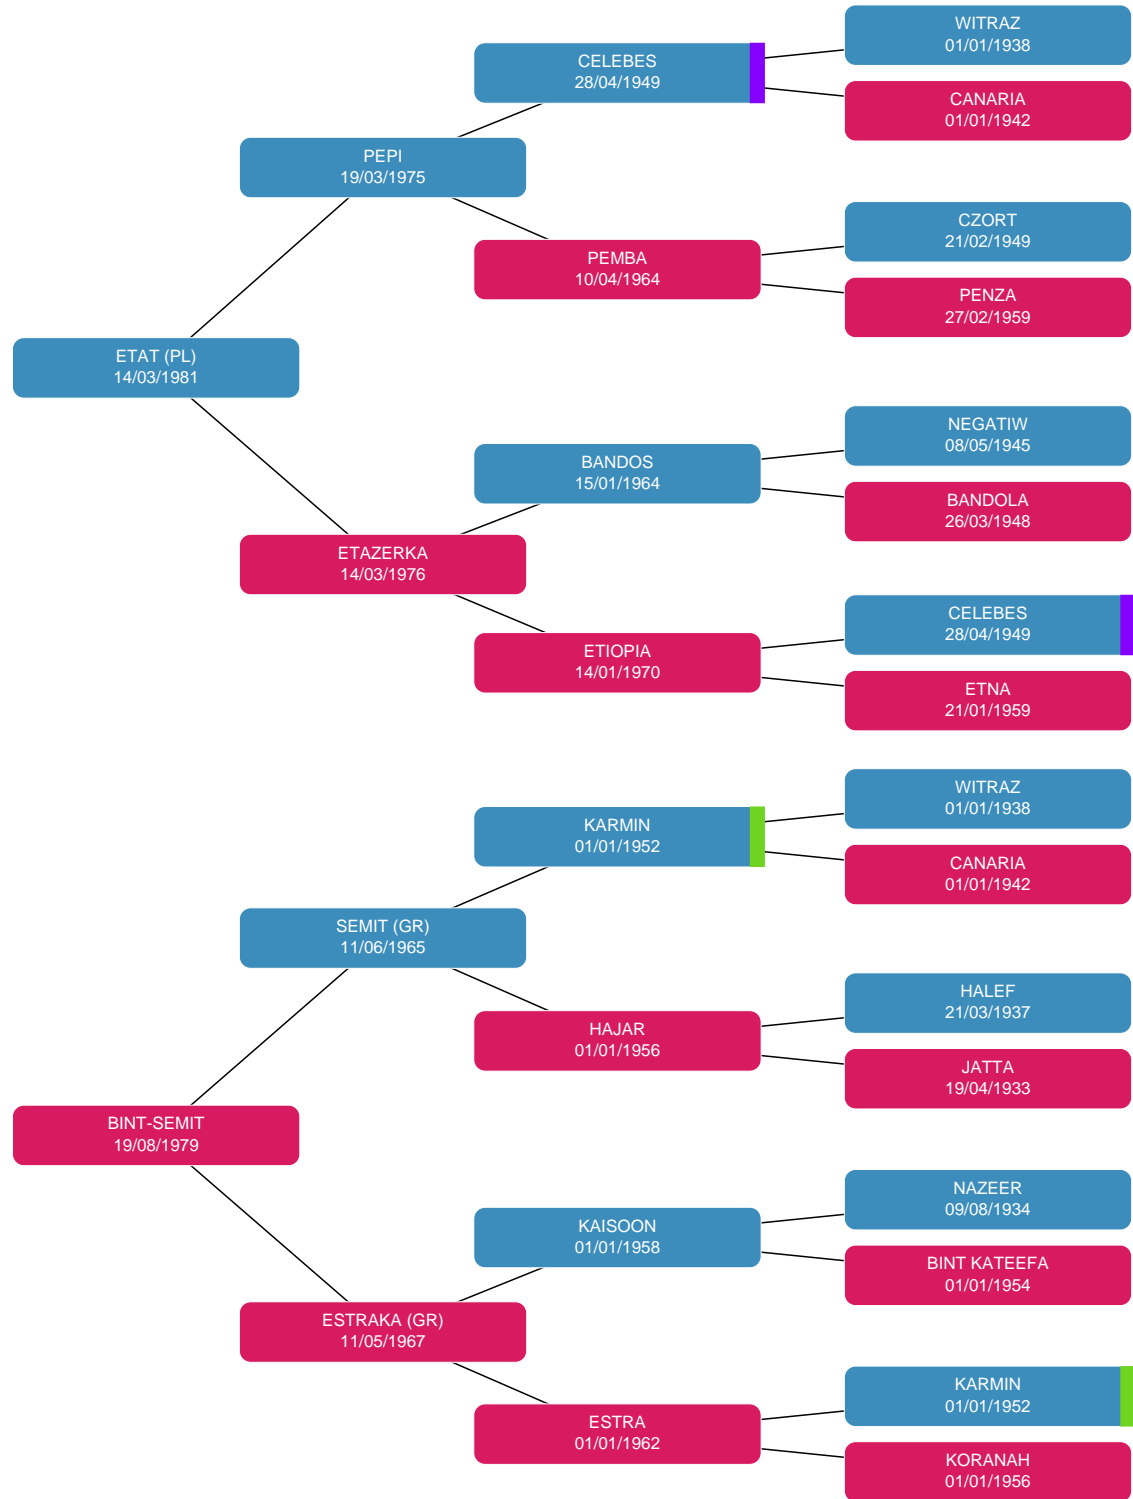 WITRAZ
01/01/1938
CELEBES
28/04/1949
CANARIA
01/01/1942
PEPI
19/03/1975
CZORT
21/02/1949
PEMBA
10/04/1964
PENZA
27/02/1959
ETAT (PL)
14/03/1981
NEGATIW
08/05/1945
BANDOS
15/01/1964
BANDOLA
26/03/1948
ETAZERKA
14/03/1976
CELEBES
28/04/1949
ETIOPIA
14/01/1970
ETNA
21/01/1959
WITRAZ
01/01/1938
KARMIN
01/01/1952
CANARIA
01/01/1942
SEMIT (GR)
11/06/1965
HALEF
21/03/1937
HAJAR
01/01/1956
JATTA
19/04/1933
BINT-SEMIT
19/08/1979
NAZEER
09/08/1934
KAISOON
01/01/1958
BINT KATEEFA
01/01/1954
ESTRAKA (GR)
11/05/1967
KARMIN
01/01/1952
ESTRA
01/01/1962
KORANAH
01/01/1956